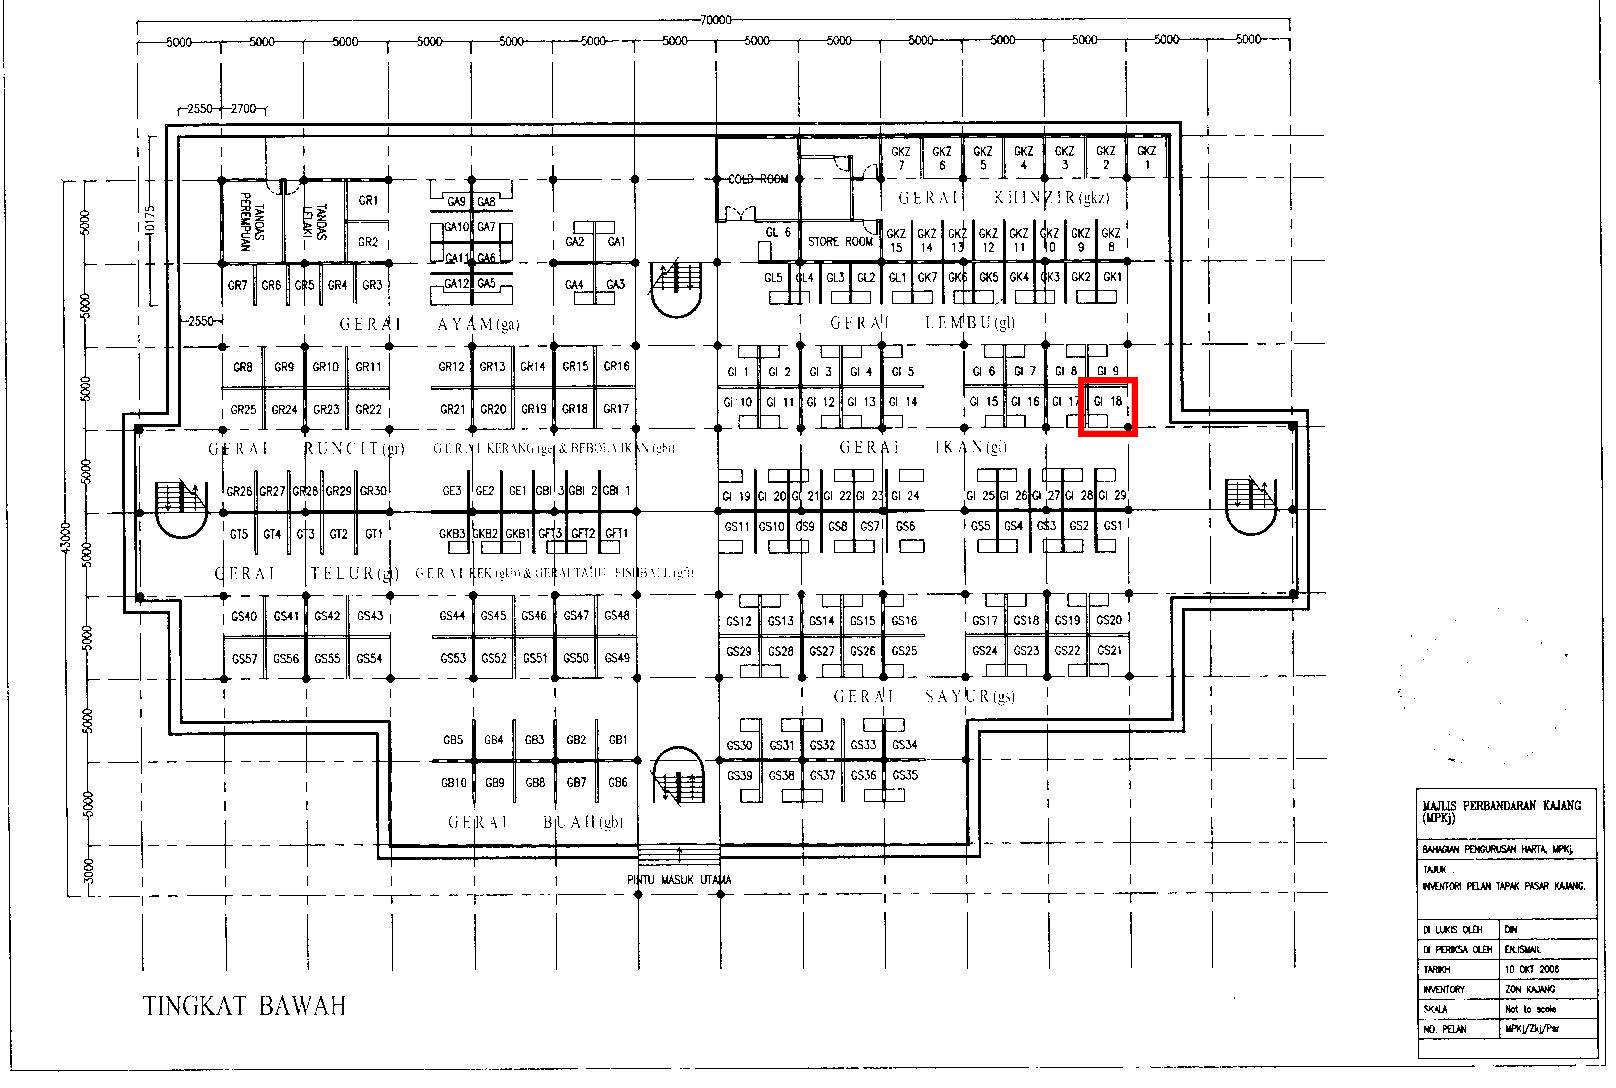 70000
5000 5000 5000 5000 5000 5000 5000 5000 5000 5000 5000 5000 5000 5000
2550 2700
GKZ 7 GKZ 6 GKZ 5 GKZ 4 GKZ 3 GKZ 2 GKZ 1
COLD ROOM
GERAI KHINZIR(gkz)
TANDAS PEREMPUAN
TANDAS LELAKI
GR1
GR2
GA9 GA8
GA10 GA7
GA11 GA6
GA12 GA5
GA2 GA1
GA4 GA3
GL 6
STORE ROOM
GKZ 15 GKZ 14 GKZ 13 GKZ 12 GKZ 11 GKZ 10 GKZ 9 GKZ 8
GR7 GR6 GR5 GR4 GR3
GL5 GL4 GL3 GL2 GL1 GK7 GK6 GK5 GK4 GK3 GK2 GK1
10175
2550
GERAI AYAM(ga)
GERAI LEMBU(gl)
GR8 GR9 GR10 GR11 GR12 GR13 GR14 GR15 GR16
GI 1 GI 2 GI 3 GI 4 GI 5 GI 6 GI 7 GI 8 GI 9
GR25 GR24 GR23 GR22 GR21 GR20 GR19 GR18 GR17
GI 10 GI 11 GI 12 GI 13 GI 14 GI 15 GI 16 GI 17 GI 18
GERAI RUNCIT(gr)
GERAI KERANG(ge) & BEBOLA IKAN(gbi)
GERAI IKAN(gi)
GR26 GR27 GR28 GR29 GR30 GE3 GE2 GE1 GBI 3 GBI 2 GBI 1
GI 19 GI 20 GI 21 GI 22 GI 23 GI 24 GI 25 GI 26 GI 27 GI 28 GI 29
GT5 GT4 GT3 GT2 GT1 GKB3 GKB2 GKB1 GFT3 GFT2 GFT1
GS11 GS10 GS9 GS8 GS7 GS6 GS5 GS4 GS3 GS2 GS1
GERAI TELUR(gt)
GERAI KEK(gkb) & GERAI TAHU FISHBALL(gft)
GS40 GS41 GS42 GS43 GS44 GS45 GS46 GS47 GS48
GS12 GS13 GS14 GS15 GS16 GS17 GS18 GS19 GS20
GS57 GS56 GS55 GS54 GS53 GS52 GS51 GS50 GS49
GS29 GS28 GS27 GS26 GS25 GS24 GS23 GS22 GS21
GERAI SAYUR(gs)
GB5 GB4 GB3 GB2 GB1
GS30 GS31 GS32 GS33 GS34
GB10 GB9 GB8 GB7 GB6
GS39 GS38 GS37 GS36 GS35
GERAI BUAH(gb)
PINTU MASUK UTAMA
43000
5000 5000 5000 5000 5000 5000 5000 5000 3000
TINGKAT BAWAH
MAJLIS PERBANDARAN KAJANG
(MPKj)
BAHAGIAN PENGURUSAN HARTA, MPKj,
TAJUK .
INVENTORI PELAN TAPAK PASAR KAJANG.
DI LUKIS OLEH DIN
DI PERIKSA OLEH EN.ISMAIL
TARIKH 10 OKT 2006
INVENTORY ZON KAJANG
SKALA Not to scale
NO. PELAN MPKj/Zkj/Psr